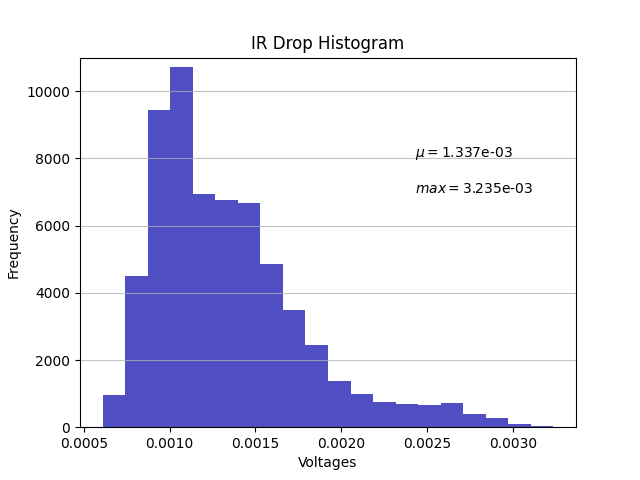 IR Drop Histogram
10000
8000
6000
4000
2000
0
Frequency
μ = 1.337e-03
max = 3.235e-03
0.0005
0.0010
0.0015
0.0020
0.0025
0.0030
Voltages